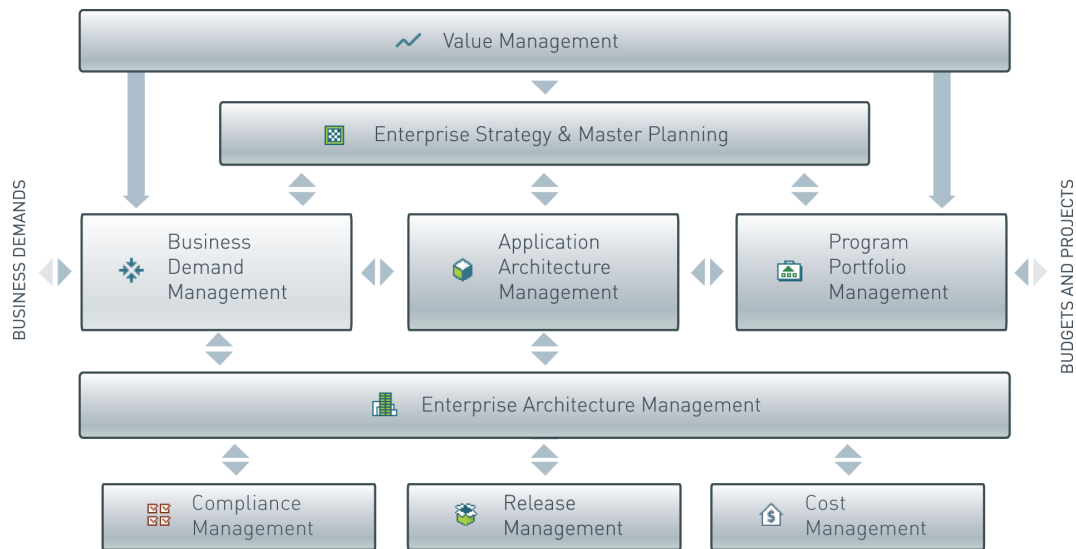 Value Management
Enterprise Strategy & Master Planning
BUSINESS DEMANDS
Business
Demand
Management
Application
Architecture
Management
Program
Portfolio
Management
BUDGETS AND PROJECTS
Enterprise Architecture Management
Compliance
Management
Release
Management
Cost
Management